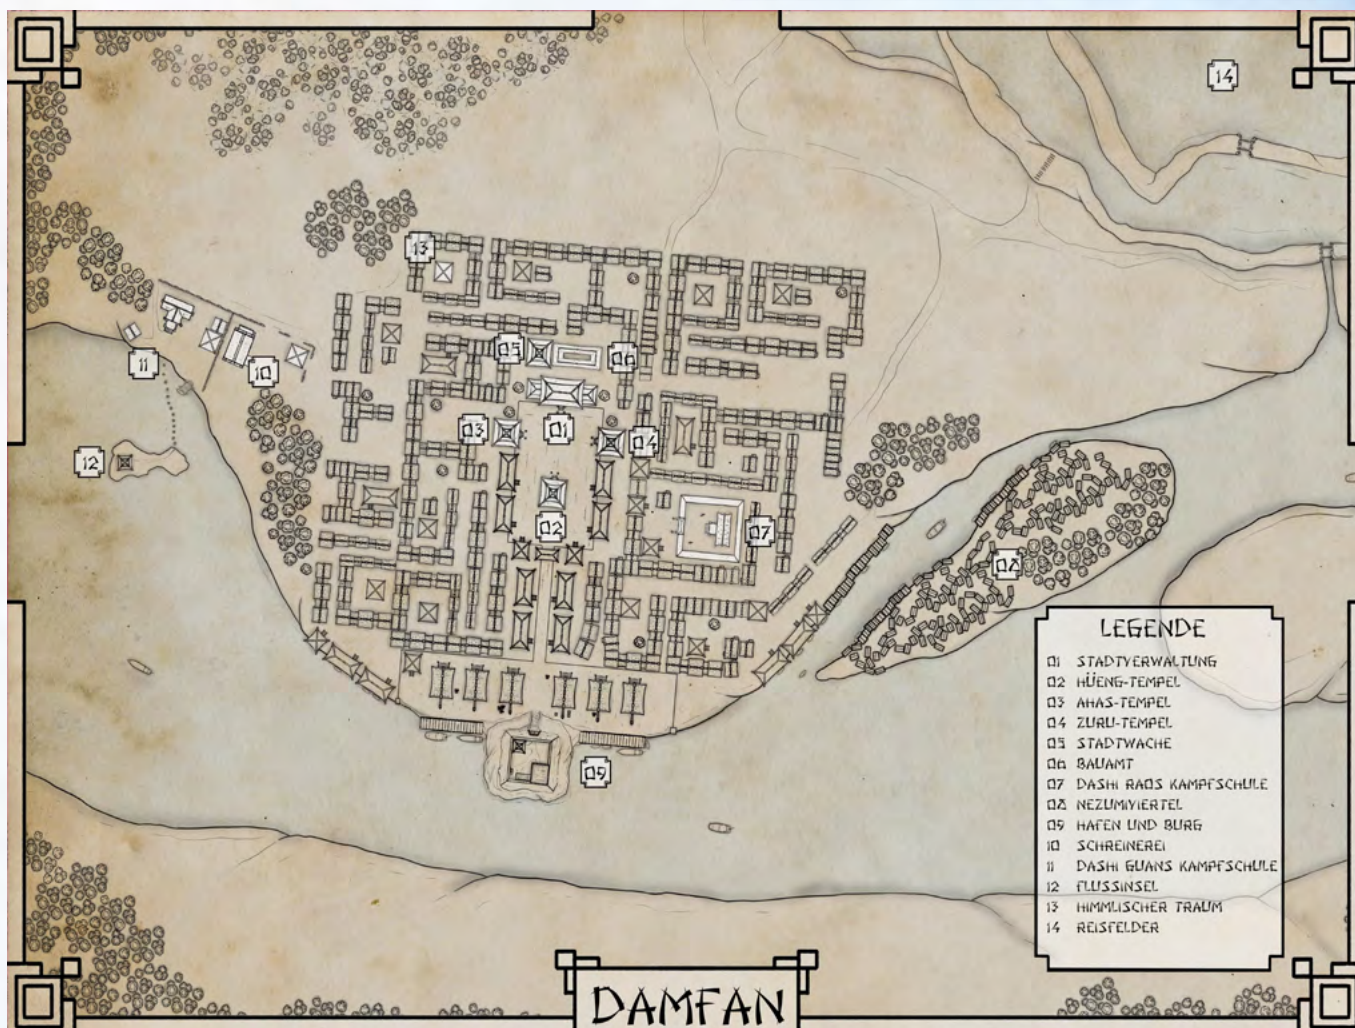 14
13
05
06
11
10
03
01
04
12
02
07
08
09
LEGENDE
01 STADTVERWALTUNG
02 HÜENG-TEMPEL
03 AHAS-TEMPEL
04 ZURU-TEMPEL
05 STADTWACHE
06 BAUAMT
07 DASHI RAOS KAMPFSCHULE
08 NEZUMIVIERTEL
09 HAFEN UND BURG
10 SCHREINEREI
11 DASHI GUANS KAMPFSCHULE
12 FLUSSINSEL
13 HIMMLISCHER TRAUM
14 REISFELDER
DAMFAN